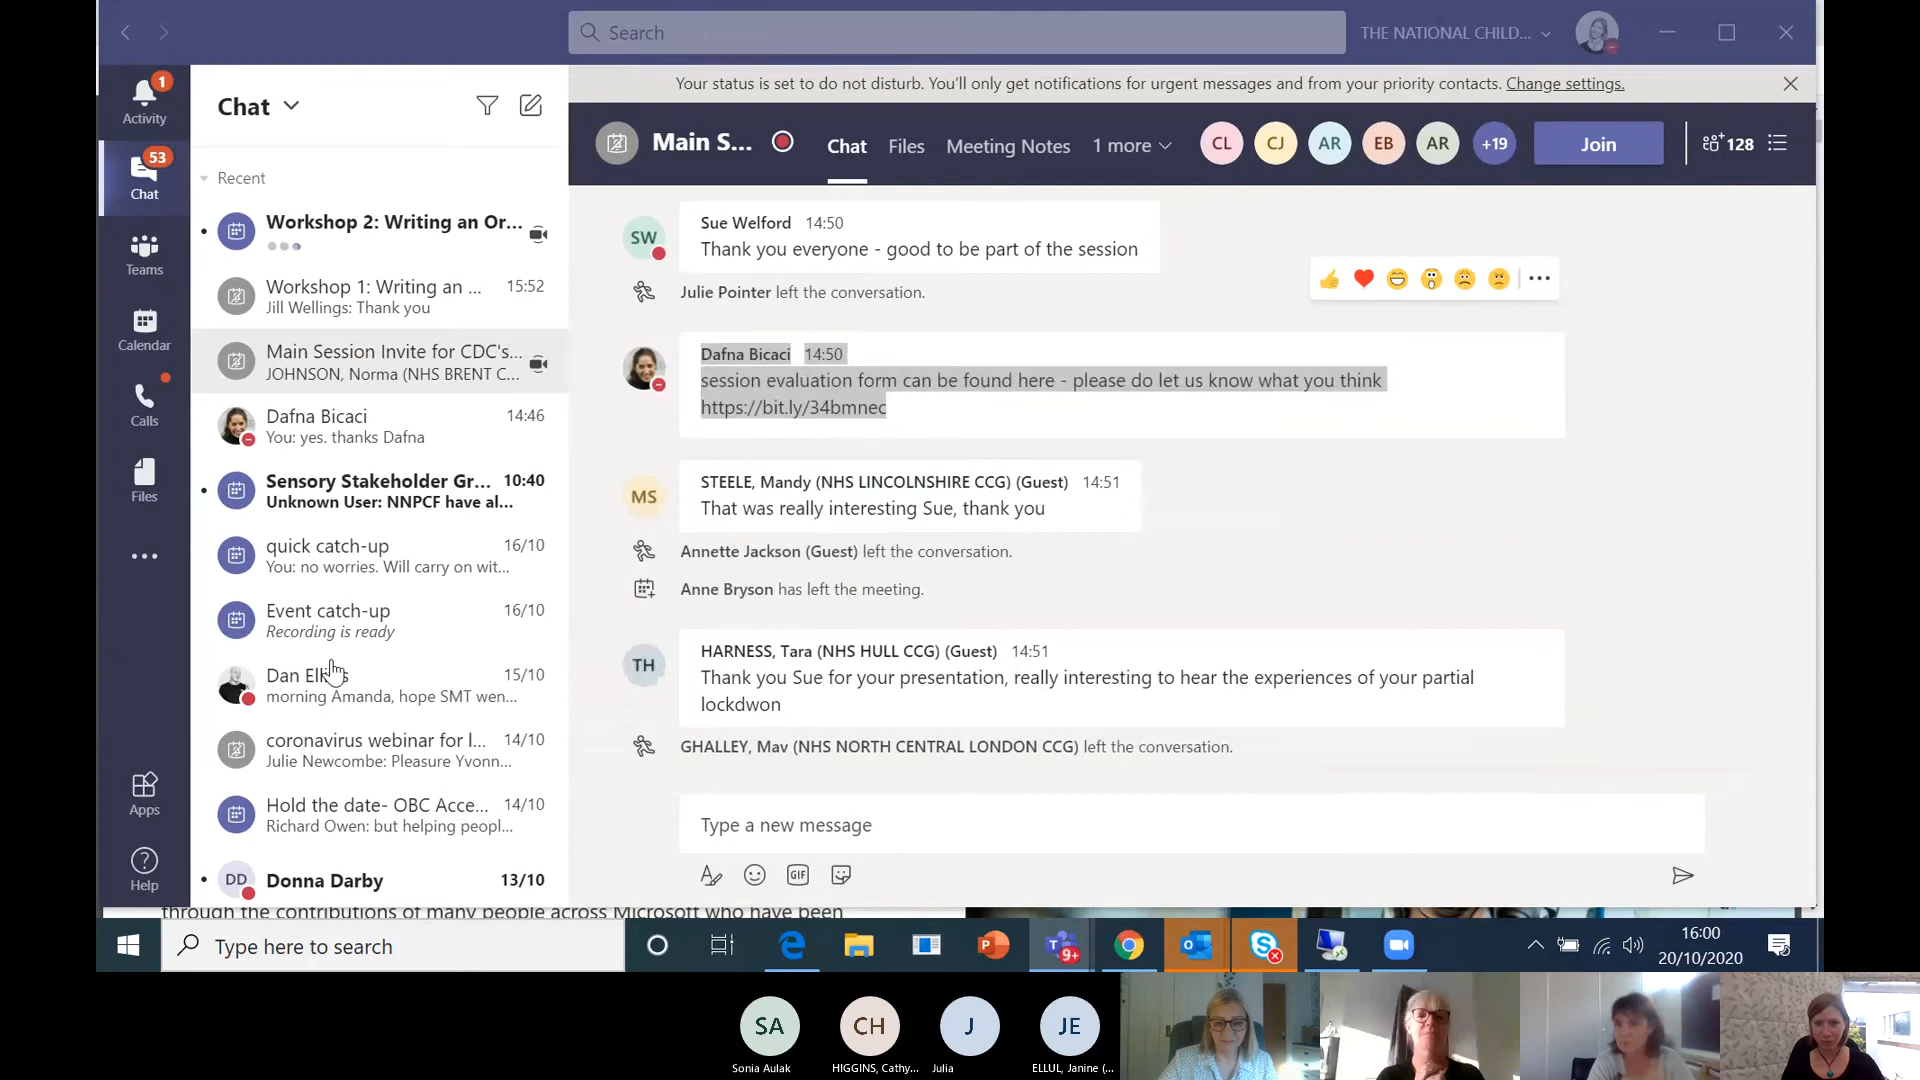 Search
THE NATIONAL CHILD...
Your status is set to do not disturb. You'll only get notifications for urgent messages and from your priority contacts. Change settings.
1
Activity
53
Chat
Teams
Calendar
Calls
Files
Apps
Help
Chat
Recent
Workshop 2: Writing an Or...
Workshop 1: Writing an ... 15:52
Jill Wellings: Thank you
Main Session Invite for CDC's...
JOHNSON, Norma (NHS BRENT C...
Dafna Bicaci 14:46
You: yes. thanks Dafna
Sensory Stakeholder Gr... 10:40
Unknown User: NNPCF have al...
quick catch-up 16/10
You: no worries. Will carry on wit...
Event catch-up 16/10
Recording is ready
Dan 15/10
morning Amanda, hope SMT wen...
coronavirus webinar for l... 14/10
Julie Newcombe: Pleasure Yvonn...
Hold the date- OBC Acce... 14/10
Richard Owen: but helping peopl...
DD Donna Darby 13/10
Main S...
Chat Files Meeting Notes 1 more
CL CJ AR EB AR +19
Join
128
SW
Sue Welford 14:50
Thank you everyone - good to be part of the session
Julie Pointer left the conversation.
Dafna Bicaci 14:50
session evaluation form can be found here - please do let us know what you think
https://bit.ly/34bmnec
MS
STEELE, Mandy (NHS LINCOLNSHIRE CCG) (Guest) 14:51
That was really interesting Sue, thank you
Annette Jackson (Guest) left the conversation.
Anne Bryson has left the meeting.
TH
HARNESS, Tara (NHS HULL CCG) (Guest) 14:51
Thank you Sue for your presentation, really interesting to hear the experiences of your partial
lockdwon
GHALLEY, Mav (NHS NORTH CENTRAL LONDON CCG) left the conversation.
Type a new message
GIF
through the contributions of many people across Microsoft who have been
Type here to search
9+
16:00
20/10/2020
SA CH J JE
Sonia Aulak HIGGINS, Cathy... Julia ELLUL, Janine (...